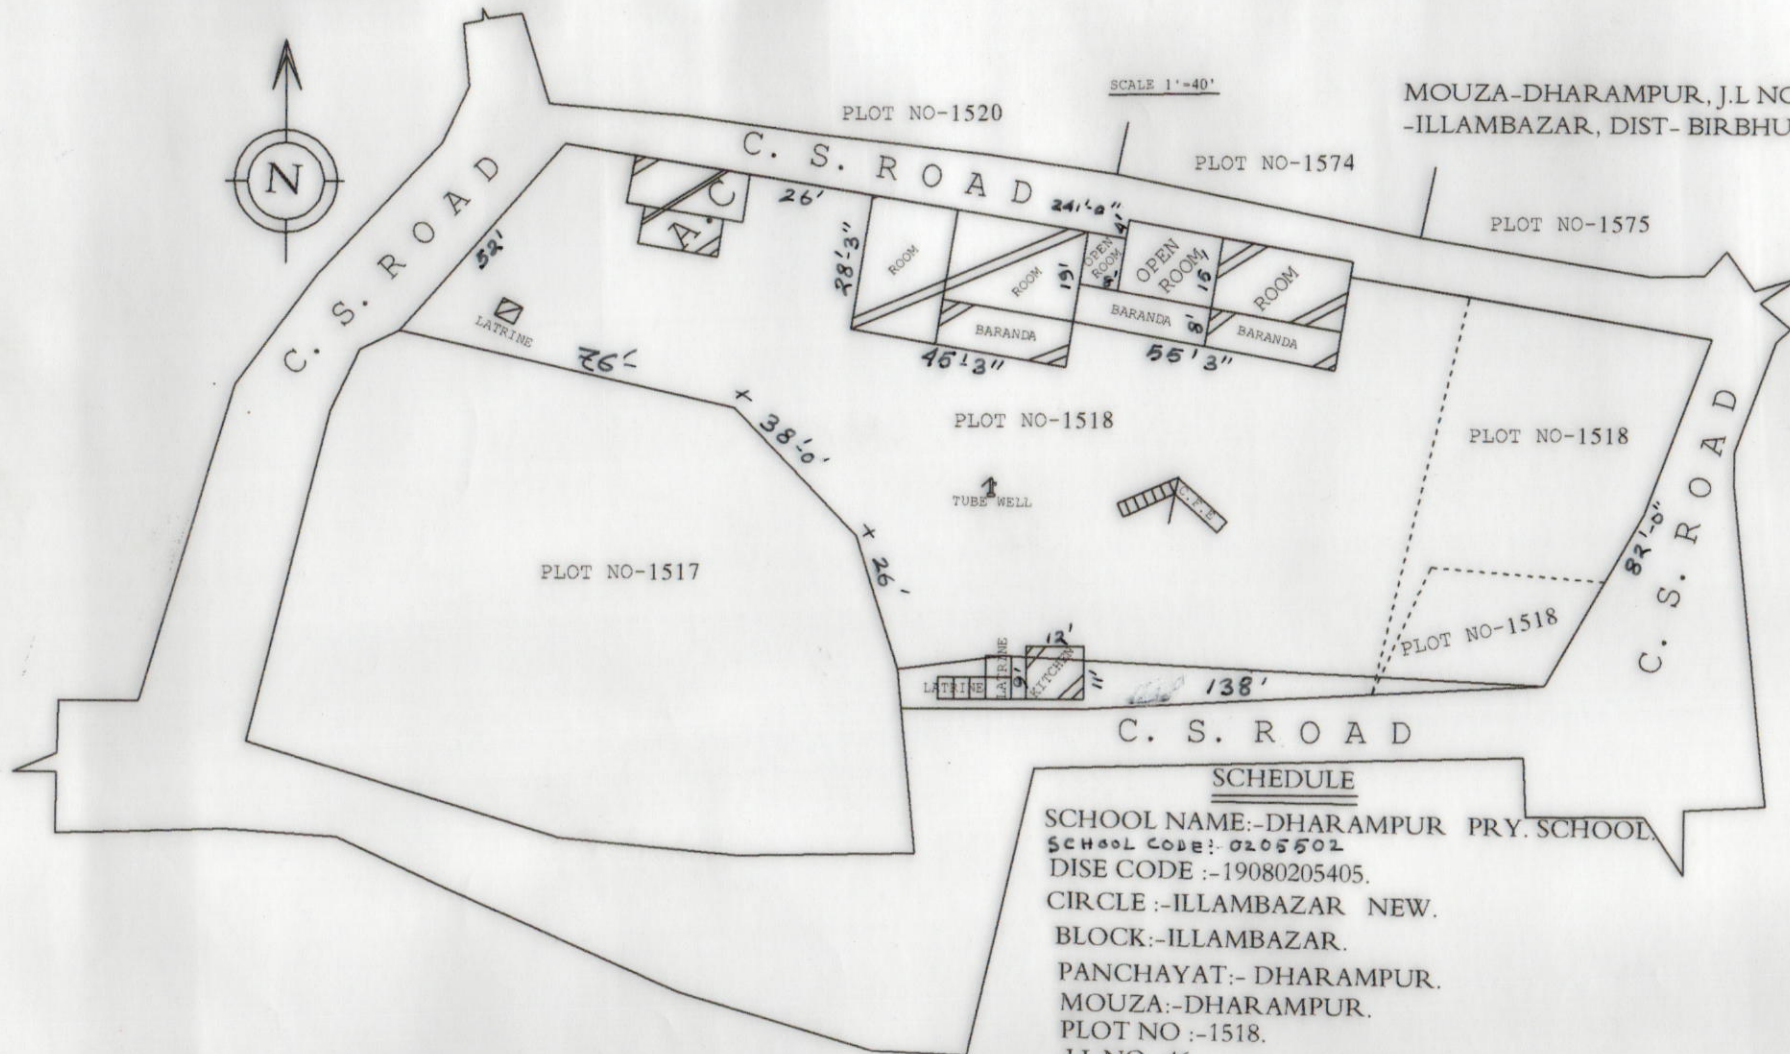 SCALE 1'=40'
MOUZA-DHARAMPUR, J.L NO
-ILLAMBAZAR, DIST- BIRBHU
PLOT NO-1520
PLOT NO-1574
PLOT NO-1575
N
C. S. ROAD
C. S. ROAD
A.C
26'
52'
28'-3"
ROOM
ROOM
19'
24'-0"
4'
OPEN
ROOM
OPEN
ROOM
16'
ROOM
BARANDA
BARANDA
8'
BARANDA
46'-3"
55'3"
LATRINE
76'-
38'-0'
26'
PLOT NO-1518
PLOT NO-1518
TUBE WELL
PLOT NO-1517
82'-0"
C. S. ROAD
PLOT NO-1518
LATRINE
LATRINE
9'
12'
KITCHEN
11'
138'
C. S. ROAD
SCHEDULE
SCHOOL NAME:-DHARAMPUR PRY. SCHOOL.
SCHOOL CODE:- 0205502
DISE CODE :-19080205405.
CIRCLE :-ILLAMBAZAR NEW.
BLOCK:-ILLAMBAZAR.
PANCHAYAT:- DHARAMPUR.
MOUZA:-DHARAMPUR.
PLOT NO :-1518.